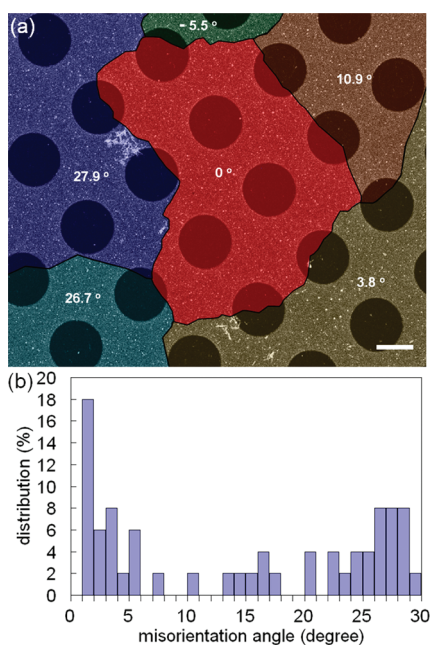 (a)
- 5.5 °
10.9 °
27.9 °
0 °
3.8 °
26.7 °
(b)
20
18
16
14
12
10
8
6
4
2
0
distribution (%)
0 5 10 15 20 25 30
misorientation angle (degree)